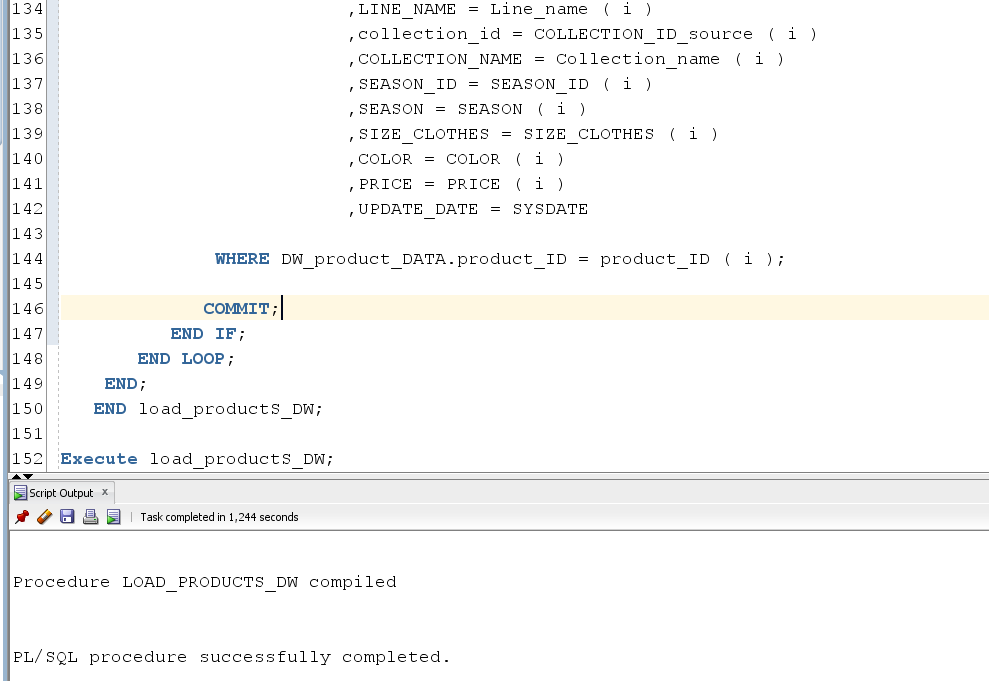 134 ,LINE_NAME = Line_name ( i )
135 ,collection_id = COLLECTION_ID_source ( i )
136 ,COLLECTION_NAME = Collection_name ( i )
137 ,SEASON_ID = SEASON_ID ( i )
138 ,SEASON = SEASON ( i )
139 ,SIZE_CLOTHES = SIZE_CLOTHES ( i )
140 ,COLOR = COLOR ( i )
141 ,PRICE = PRICE ( i )
142 ,UPDATE_DATE = SYSDATE
143
144 WHERE DW_product_DATA.product_ID = product_ID ( i );
145
146 COMMIT;
147 END IF;
148 END LOOP;
149 END;
150 END load_productS_DW;
151
152 Execute load_productS_DW;
Script Output x
Task completed in 1,244 seconds
Procedure LOAD_PRODUCTS_DW compiled
PL/SQL procedure successfully completed.